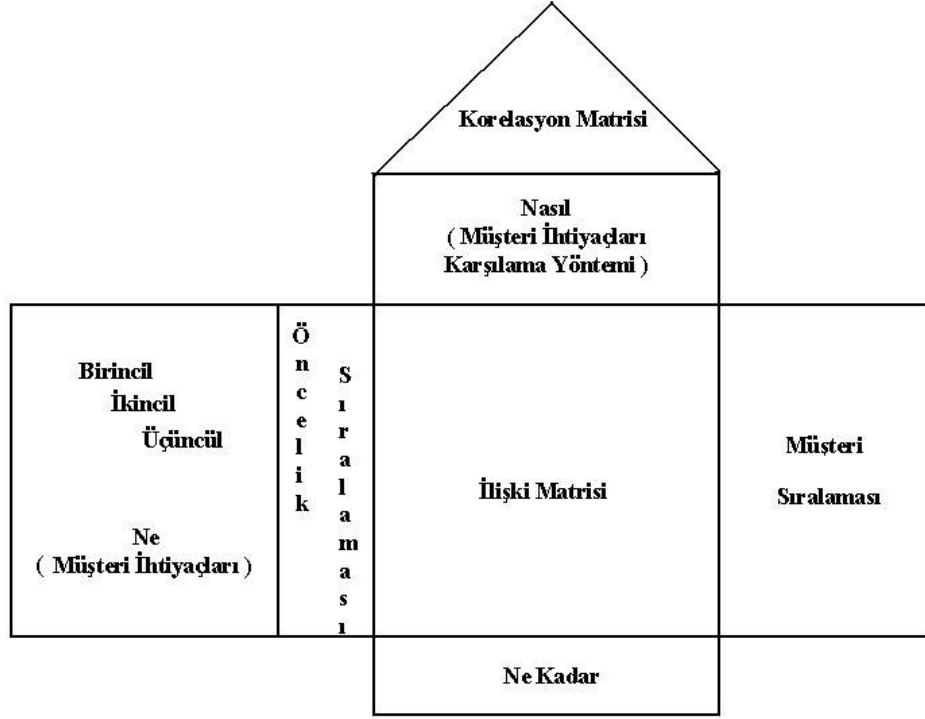 Korelasyon Matrisi
Nasıl
( Müşteri İhtiyaçları
Karşılama Yöntemi )
Birincil
İkincil
Üçüncül
Ne
( Müşteri İhtiyaçları )
Öncelik
Sıralaması
İlişki Matrisi
Müşteri
Sıralaması
Ne Kadar